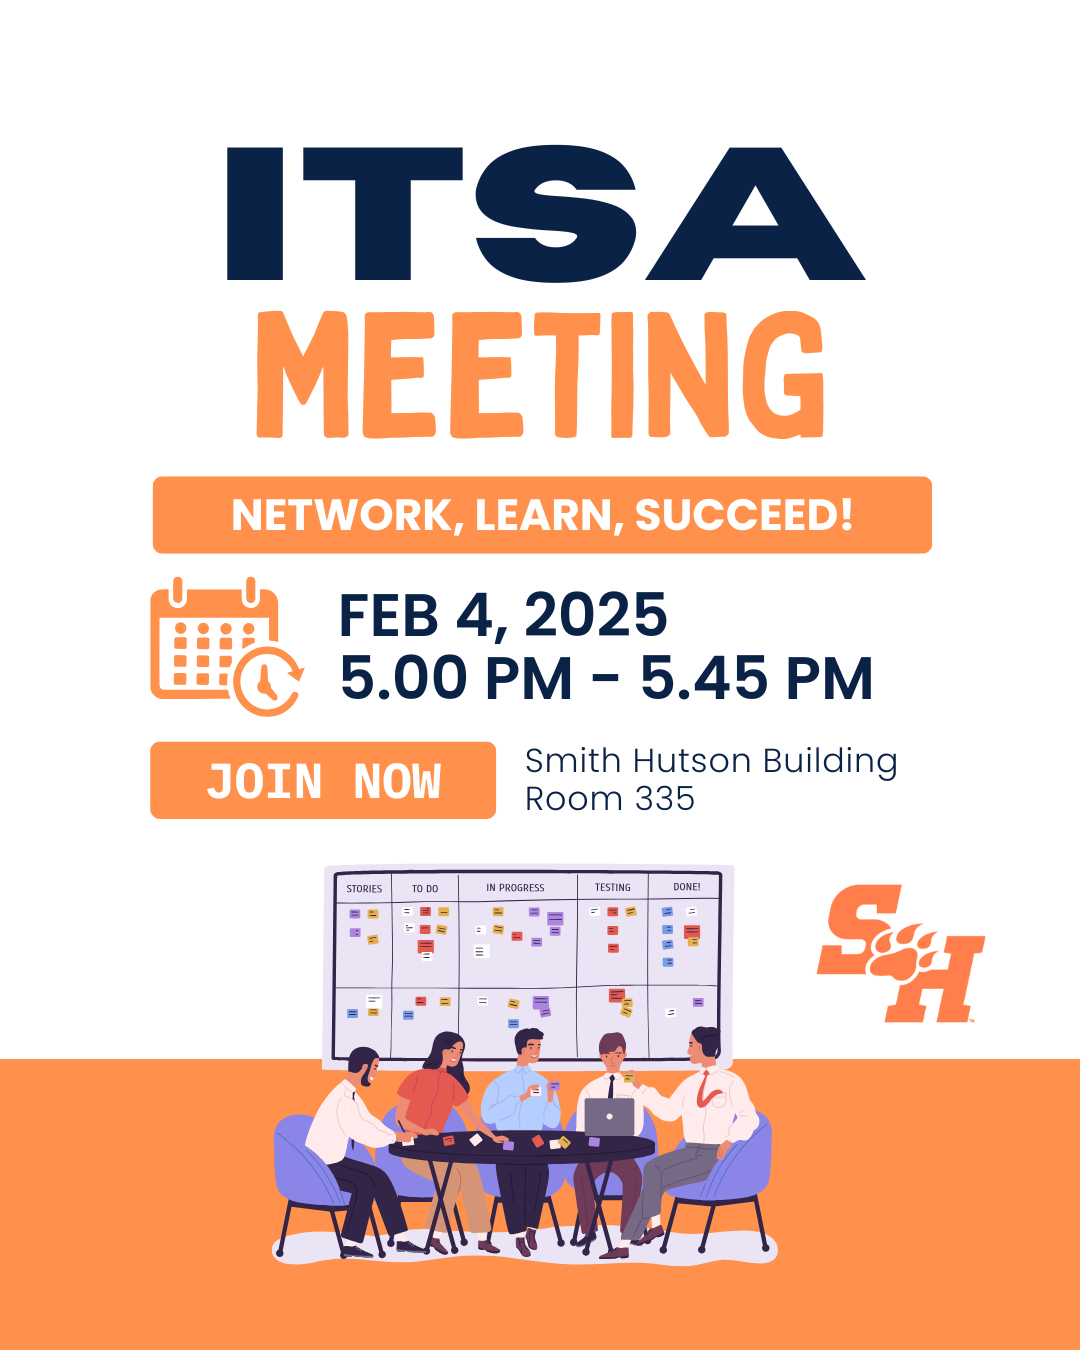 ITSA
MEETING
NETWORK, LEARN, SUCCEED!
FEB 4, 2025
5.00 PM - 5.45 PM
JOIN NOW
Smith Hutson Building
Room 335
STORIES
TO DO
IN PROGRESS
TESTING
DONE!
SH
™